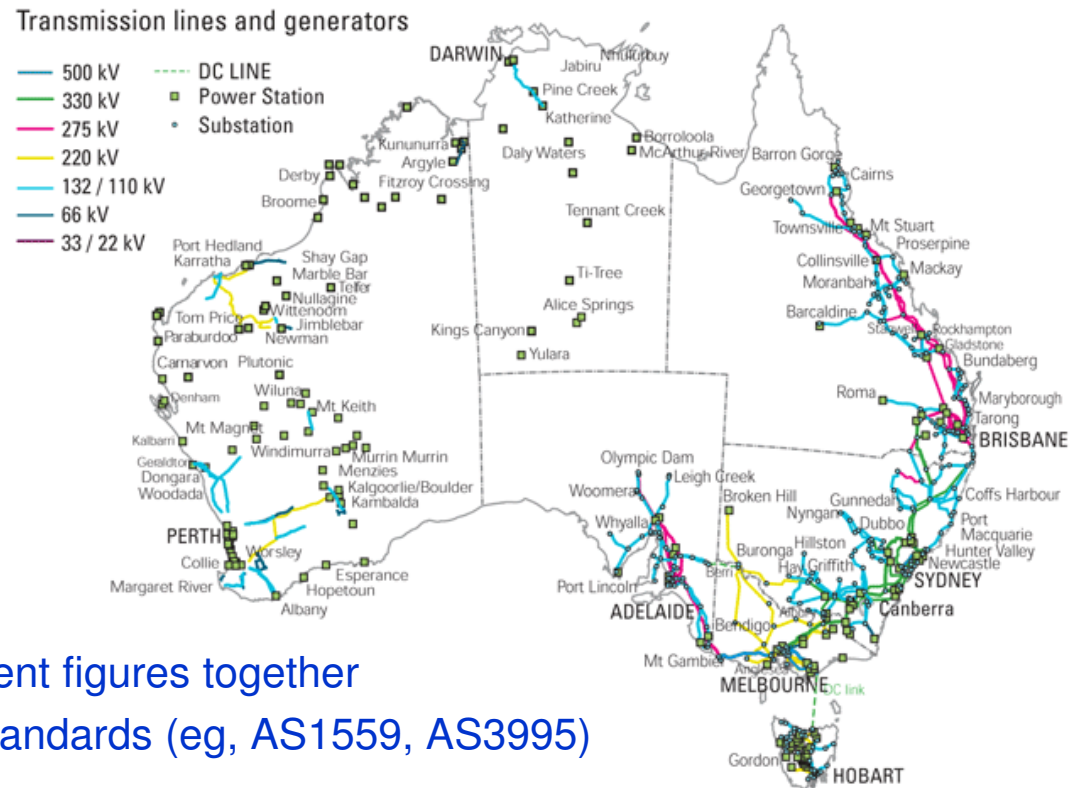 Transmission lines and generators
500 kV
330 kV
275 kV
220 kV
132 / 110 kV
66 kV
33 / 22 kV
DC LINE
Power Station
Substation
DARWIN
Nhulunbuy
Jabiru
Pine Creek
Katherine
Kununurra
Argyle
Daly Waters
Borroloola
McArthur River
Barron Gorge
Cairns
Derby
Fitzroy Crossing
Georgetown
Broome
Tennant Creek
Townsville
Mt Stuart
Proserpine
Port Hedland
Karratha
Shay Gap
Marble Bar
Telfer
Collinsville
Mackay
Moranbah
Nullagine
Wittenoom
Ti-Tree
Tom Price
Jimblebar
Alice Springs
Barcaldine
Stanwell
Rockhampton
Paraburdoo
Newman
Kings Canyon
Gladstone
Yulara
Bundaberg
Carnarvon
Plutonic
Wiluna
Roma
Denham
Mt Keith
Maryborough
Tarong
Mt Magnet
BRISBANE
Kalbarri
Windimurra
Murrin Murrin
Olympic Dam
Geraldton
Menzies
Leigh Creek
Dongara
Woodada
Kalgoorlie/Boulder
Kambalda
Woomera
Broken Hill
Gunnedah
Coffs Harbour
Nyngan
Whyalla
Dubbo
Port
Macquarie
PERTH
Worsley
Buronga
Hillston
Hunter Valley
Collie
Hay
Griffith
Newcastle
Margaret River
Esperance
Hopetoun
Port Lincoln
Berri
SYDNEY
Albany
ADELAIDE
Albury
Canberra
Bendigo
Mt Gambier
Anglesea
MELBOURNE
DC link
Gordon
HOBART
ent figures together
andards (eg, AS1559, AS3995)